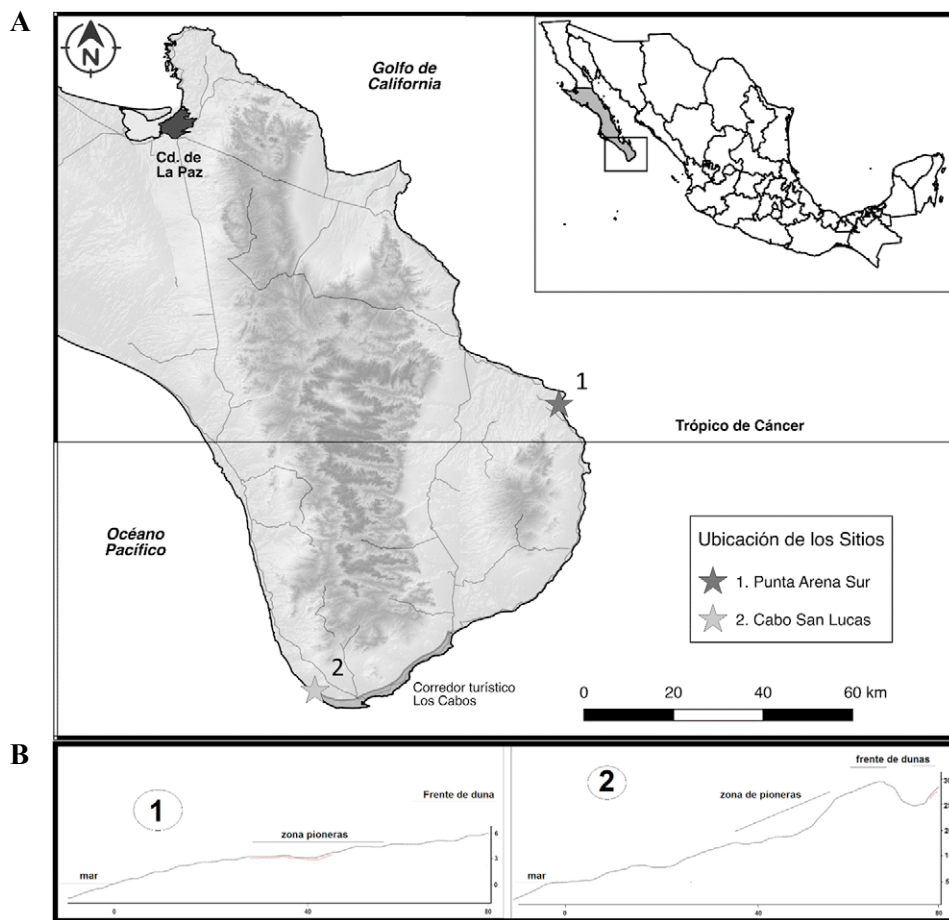 A
N
Golfo de
California
Cd. de
La Paz
1
Trópico de Cáncer
Océano
Pacífico
Ubicación de los Sitios
1. Punta Arena Sur
2. Cabo San Lucas
2
Corredor turístico
Los Cabos
0 20 40 60 km
B
1
Frente de duna
zona pioneras
mar
6
3
0
0 40 80
2
frente de dunas
zona de pioneras
mar
0 40 80